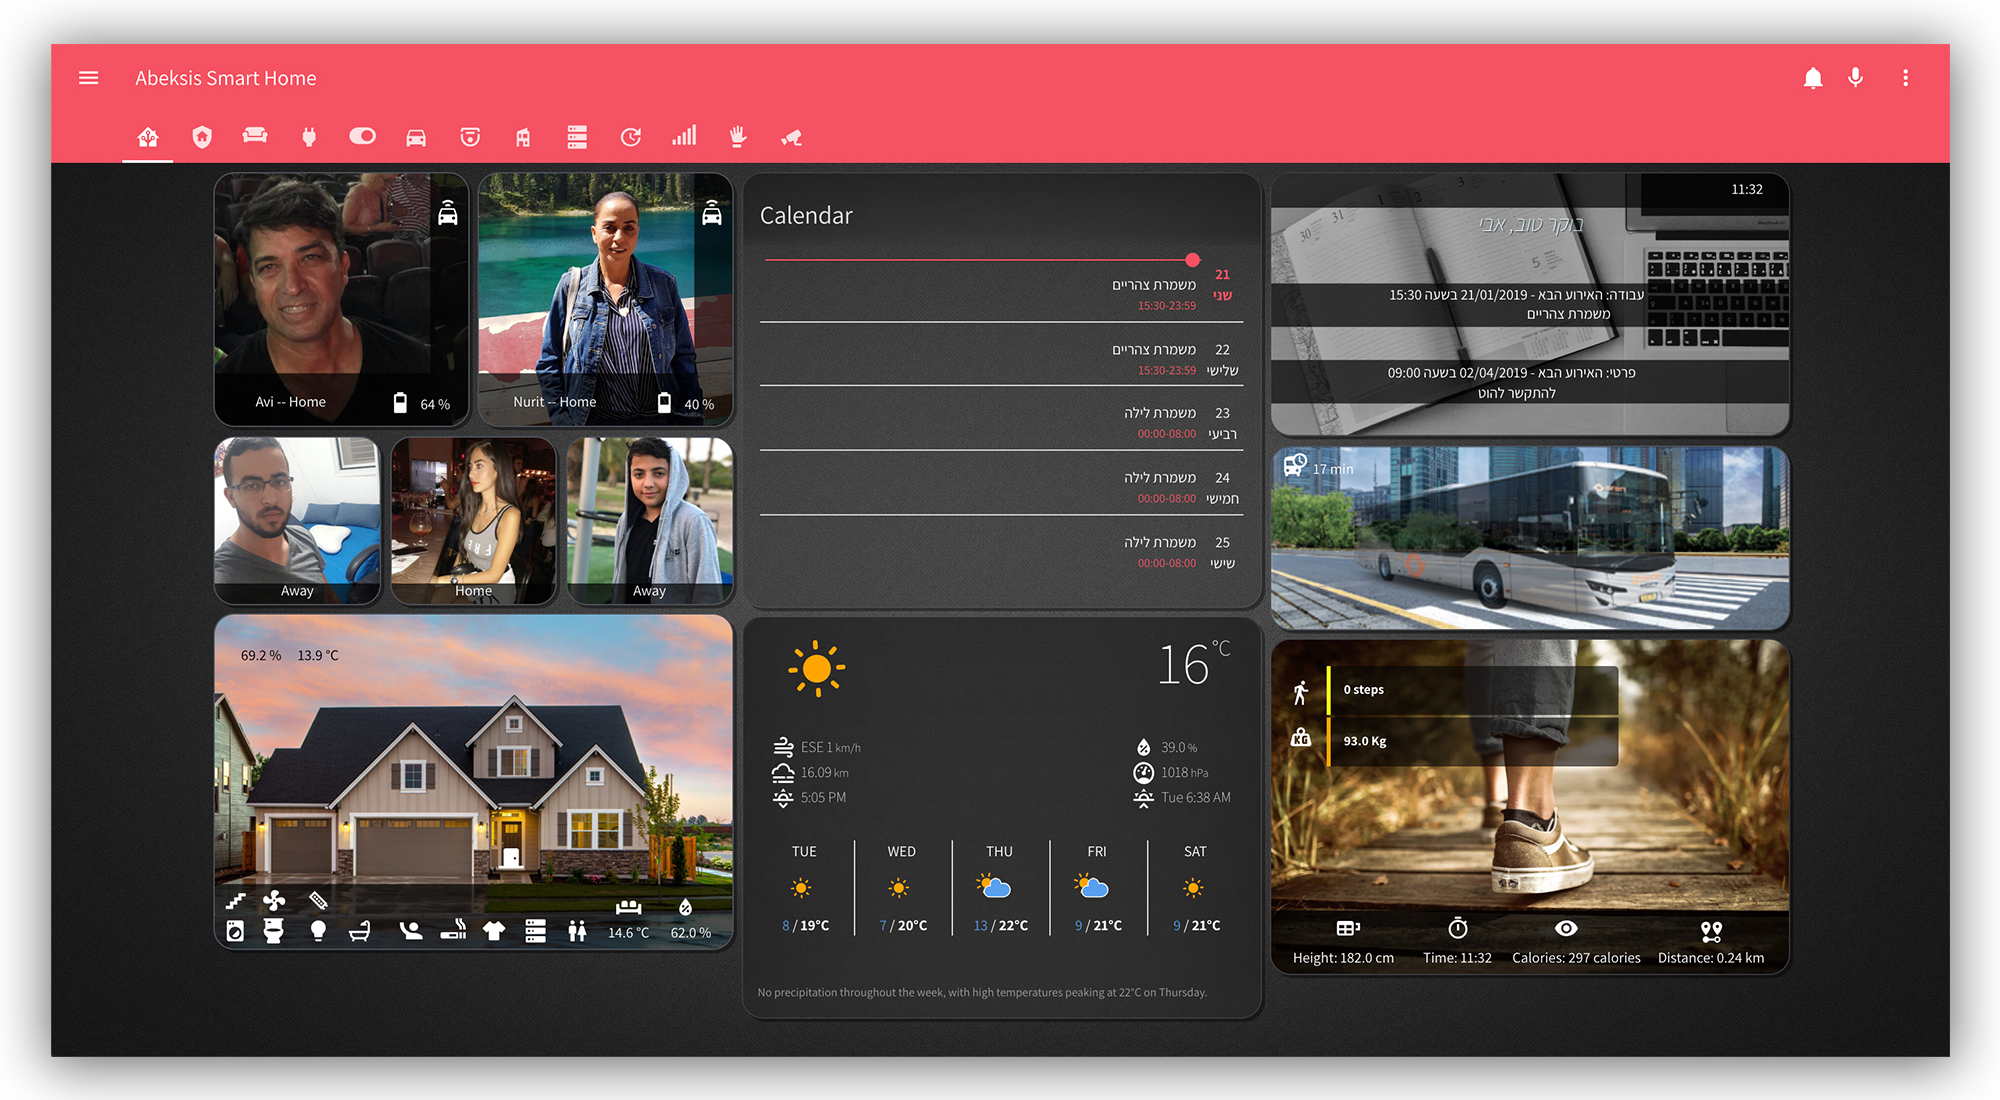 Abeksis Smart Home
Avi -- Home
64 %
Nurit -- Home
40 %
Away
Home
Away
69.2 % 13.9 °C
14.6 °C 62.0 %
Calendar
21
שני
משמרת צהריים
15:30-23:59
22
שלישי
משמרת צהריים
15:30-23:59
23
רביעי
משמרת לילה
00:00-08:00
24
חמישי
משמרת לילה
00:00-08:00
25
שישי
משמרת לילה
00:00-08:00
16°C
ESE 1 km/h
39.0 %
16.09 km
1018 hPa
5:05 PM
Tue 6:38 AM
TUE WED THU FRI SAT
8 / 19°C 7 / 20°C 13 / 22°C 9 / 21°C 9 / 21°C
No precipitation throughout the week, with high temperatures peaking at 22°C on Thursday.
11:32
בוקר טוב, אבי
עבודה: האירוע הבא - 21/01/2019 בשעה 15:30
משמרת צהריים
פרטי: האירוע הבא - 02/04/2019 בשעה 09:00
להתקשר להוט
17 min
0 steps
KG
93.0 Kg
Height: 182.0 cm
Time: 11:32
Calories: 297 calories
Distance: 0.24 km